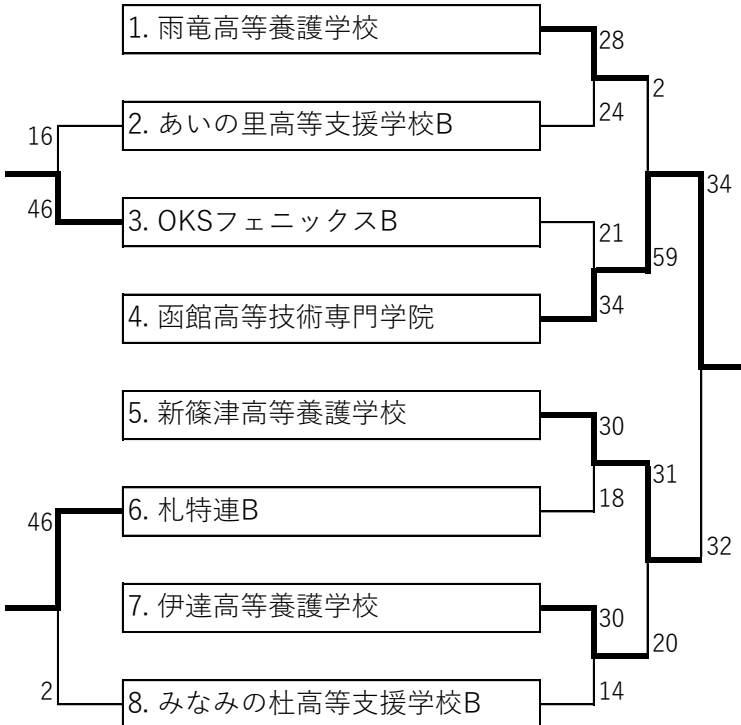 1. 雨竜高等養護学校
28
2
16
2. あいの里高等支援学校B
24
34
46
3. OKSフェニックスB
21
59
4. 函館高等技術専門学院
34
5. 新篠津高等養護学校
30
31
46
6. 札特連B
18
32
7. 伊達高等養護学校
30
20
2
8. みなみの杜高等支援学校B
14